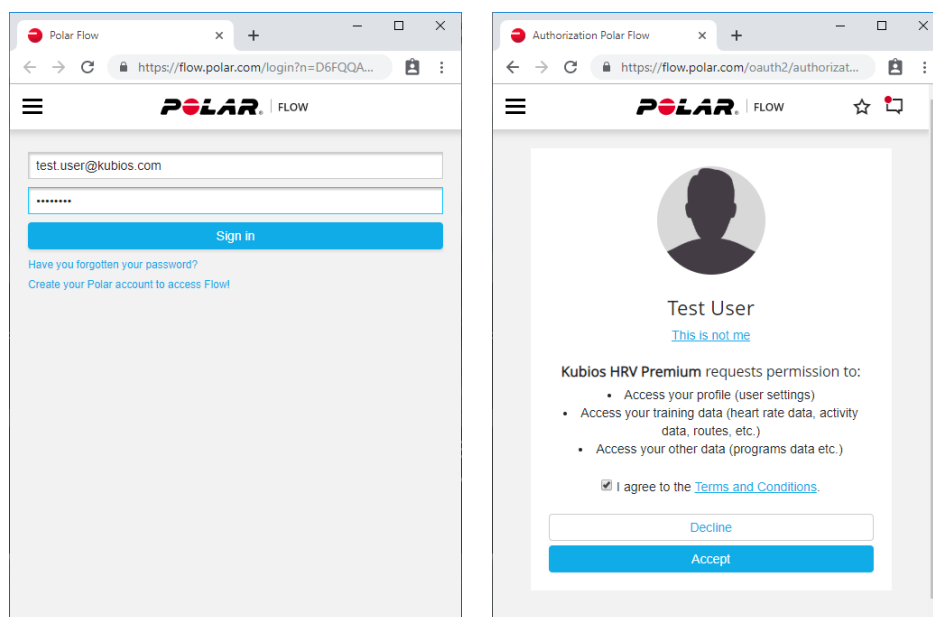 Polar Flow
https://flow.polar.com/login?n=D6FQQA...
POLAR. FLOW
test.user@kubios.com
••••••••
Sign in
Have you forgotten your password?
Create your Polar account to access Flow!
Authorization Polar Flow
https://flow.polar.com/oauth2/authorizat...
POLAR. FLOW
Test User
This is not me
Kubios HRV Premium requests permission to:
• Access your profile (user settings)
• Access your training data (heart rate data, activity
data, routes, etc.)
• Access your other data (programs data etc.)
I agree to the Terms and Conditions.
Decline
Accept